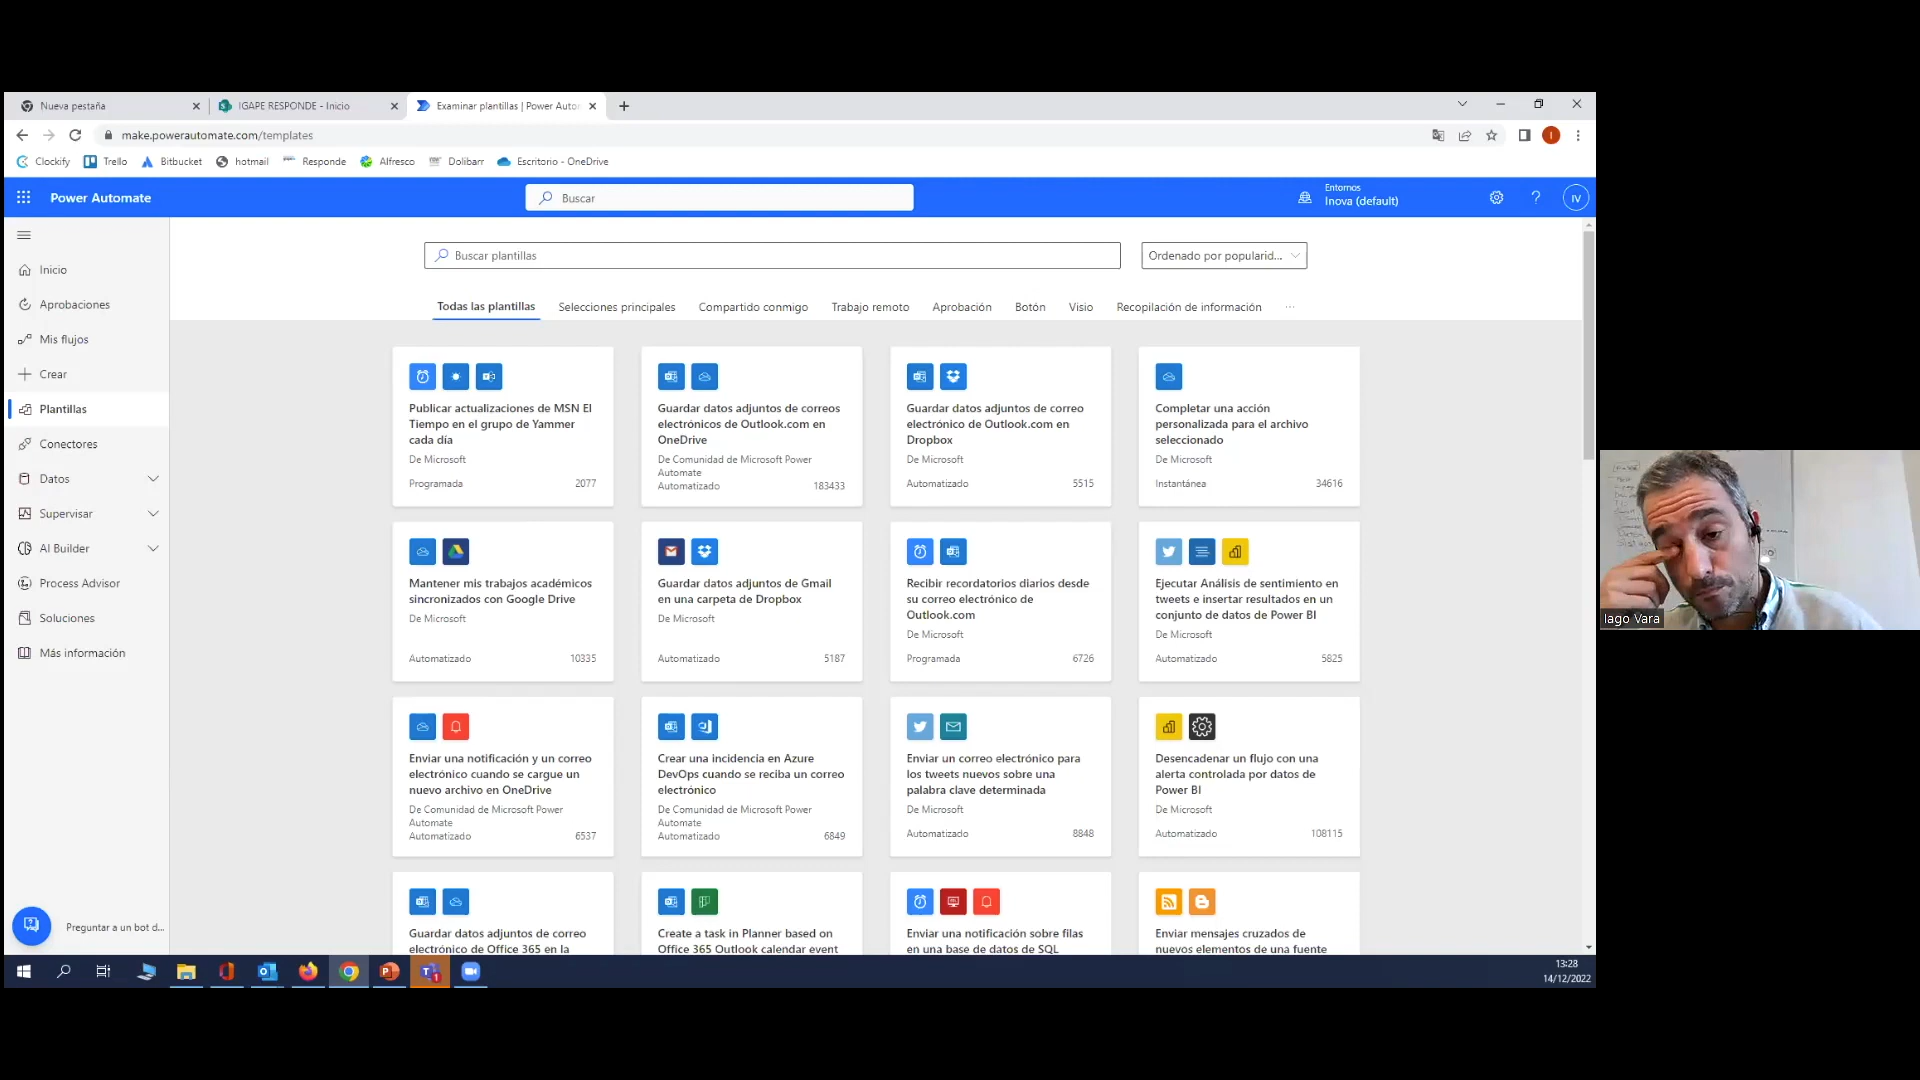 Nueva pestaña
IGAPE RESPONDE - Inicio
Examinar plantillas | Power Autor
make.powerautomate.com/templates
Clockify Trello Bitbucket hotmail Responde Alfresco Dolibarr Escritorio - OneDrive
Power Automate
Buscar
Entornos
Inova (default)
IV
Buscar plantillas
Ordenado por popularid...
Inicio
Aprobaciones
Mis flujos
Crear
Plantillas
Conectores
Datos
Supervisar
AI Builder
Process Advisor
Soluciones
Más información
Preguntar a un bot d...
Todas las plantillas Selecciones principales Compartido conmigo Trabajo remoto Aprobación Botón Visio Recopilación de información ...
Publicar actualizaciones de MSN El
Tiempo en el grupo de Yammer
cada día
De Microsoft
Programada 2077
Guardar datos adjuntos de correos
electrónicos de Outlook.com en
OneDrive
De Comunidad de Microsoft Power
Automate
Automatizado 183433
Guardar datos adjuntos de correo
electrónico de Outlook.com en
Dropbox
De Microsoft
Automatizado 5515
Completar una acción
personalizada para el archivo
seleccionado
De Microsoft
Instantánea 34616
Mantener mis trabajos académicos
sincronizados con Google Drive
De Microsoft
Automatizado 10335
Guardar datos adjuntos de Gmail
en una carpeta de Dropbox
De Microsoft
Automatizado 5187
Recibir recordatorios diarios desde
su correo electrónico de
Outlook.com
De Microsoft
Programada 6726
Ejecutar Análisis de sentimiento en
tweets e insertar resultados en un
conjunto de datos de Power BI
De Microsoft
Automatizado 5825
Enviar una notificación y un correo
electrónico cuando se cargue un
nuevo archivo en OneDrive
De Comunidad de Microsoft Power
Automate
Automatizado 6537
Crear una incidencia en Azure
DevOps cuando se reciba un correo
electrónico
De Comunidad de Microsoft Power
Automate
Automatizado 6849
Enviar un correo electrónico para
los tweets nuevos sobre una
palabra clave determinada
De Microsoft
Automatizado 8848
Desencadenar un flujo con una
alerta controlada por datos de
Power BI
De Microsoft
Automatizado 108115
Guardar datos adjuntos de correo
electrónico de Office 365 en la
Create a task in Planner based on
Office 365 Outlook calendar event
Enviar una notificación sobre filas
en una base de datos de SQL
Enviar mensajes cruzados de
nuevos elementos de una fuente
13:28
14/12/2022
Iago Vara